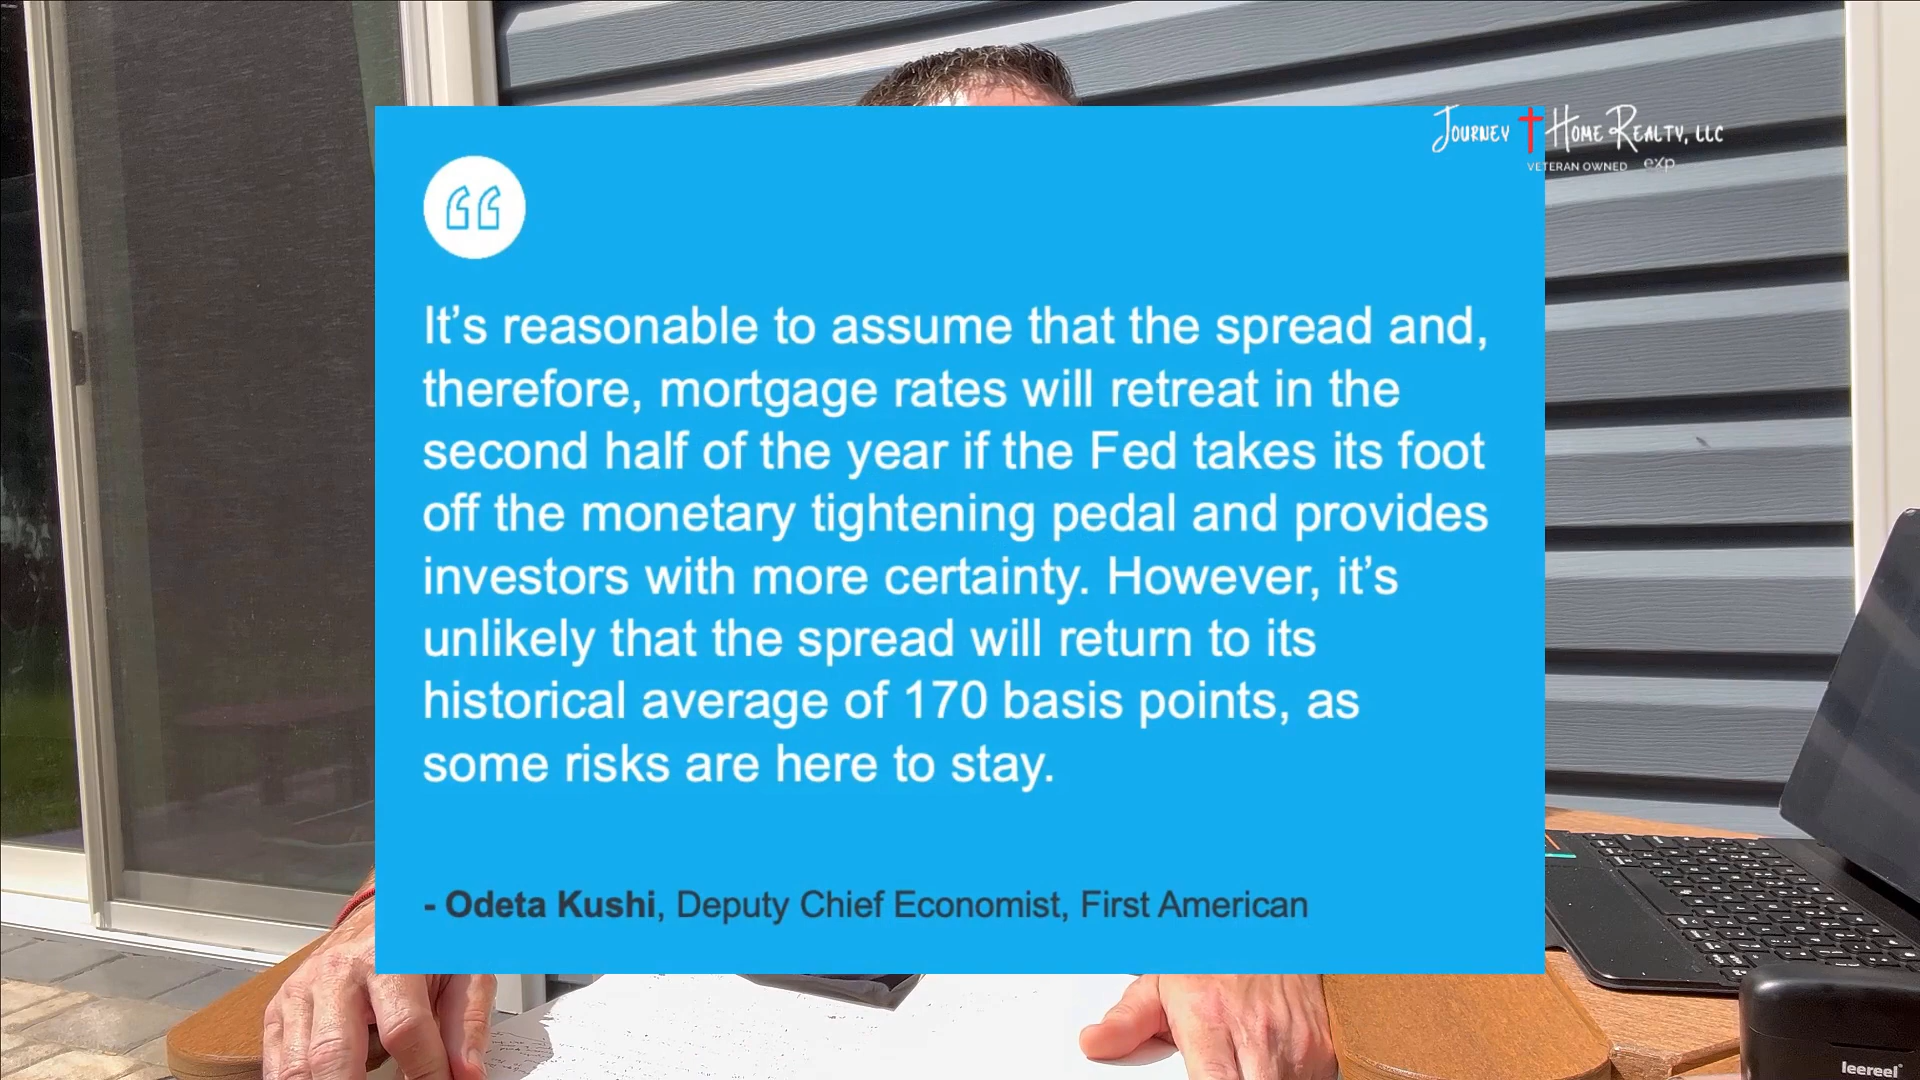 JOURNEY HOME REALTY, LLC
VETERAN OWNED exp
It’s reasonable to assume that the spread and,
therefore, mortgage rates will retreat in the
second half of the year if the Fed takes its foot
off the monetary tightening pedal and provides
investors with more certainty. However, it’s
unlikely that the spread will return to its
historical average of 170 basis points, as
some risks are here to stay.
- Odeta Kushi, Deputy Chief Economist, First American
leereel